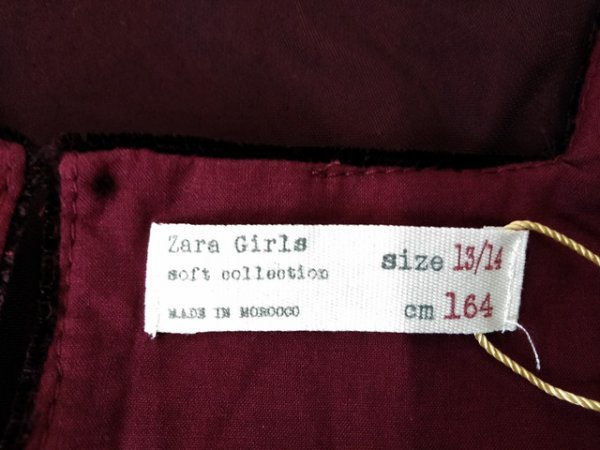 Zara Girls
soft collection
MADE IN MOROCCO
size 13/14
cm 164